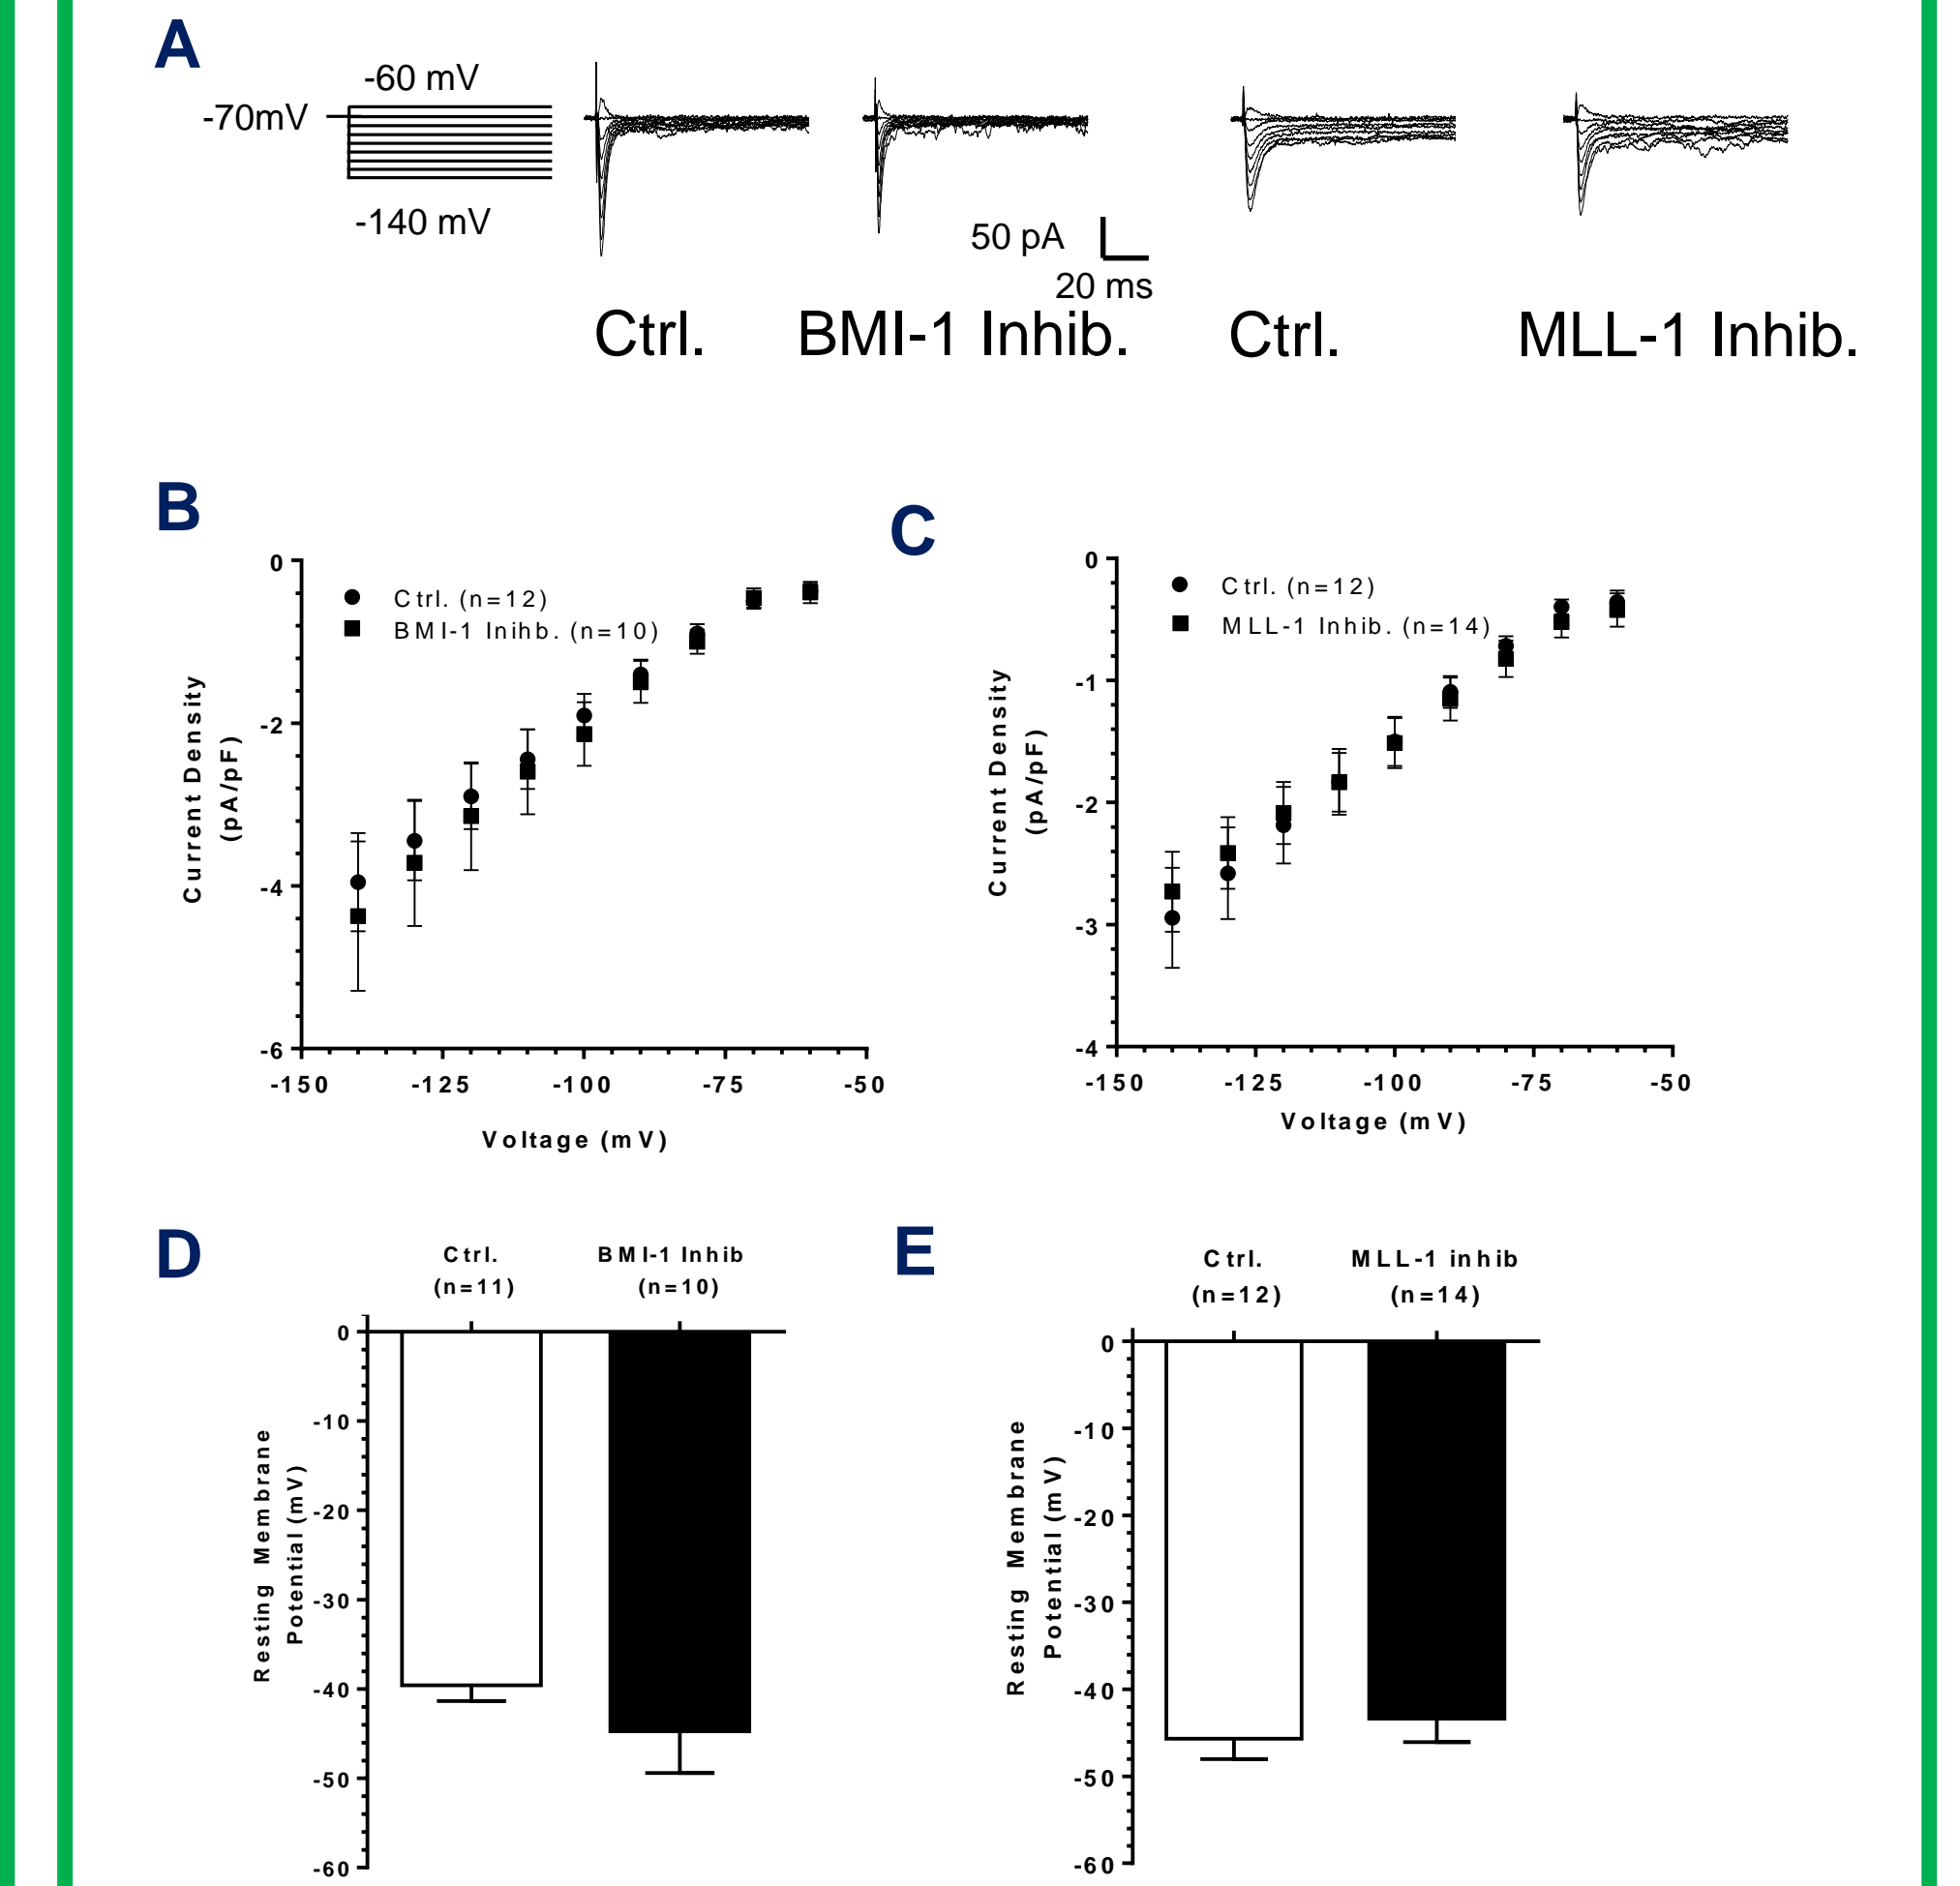 A
-60 mV
-70mV
-140 mV
50 pA
20 ms
Ctrl.
BMI-1 Inhib.
Ctrl.
MLL-1 Inhib.
B
0
-2
-4
-6
Current Density
(pA/pF)
Ctrl. (n=12)
BMI-1 Inihb. (n=10)
-150
-125
-100
-75
-50
Voltage (mV)
C
0
-1
-2
-3
-4
Current Density
(pA/pF)
Ctrl. (n=12)
MLL-1 Inhib. (n=14)
-150
-125
-100
-75
-50
Voltage (mV)
D
Ctrl.
(n=11)
BMI-1 Inhib
(n=10)
0
-10
-20
-30
-40
-50
-60
Resting Membrane
Potential (mV)
E
Ctrl.
(n=12)
MLL-1 inhib
(n=14)
0
-10
-20
-30
-40
-50
-60
Resting Membrane
Potential (mV)